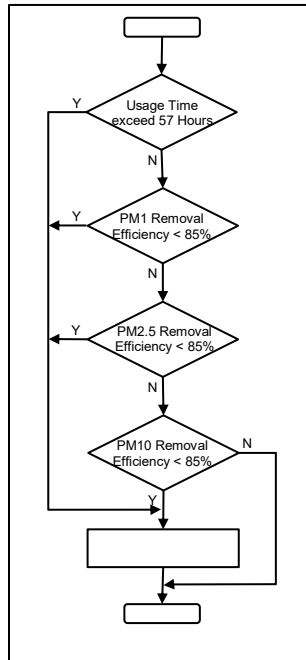 Y
Usage Time
exceed 57 Hours
N
Y
PM1 Removal
Efficiency < 85%
N
Y
PM2.5 Removal
Efficiency < 85%
N
PM10 Removal
Efficiency < 85%
N
Y